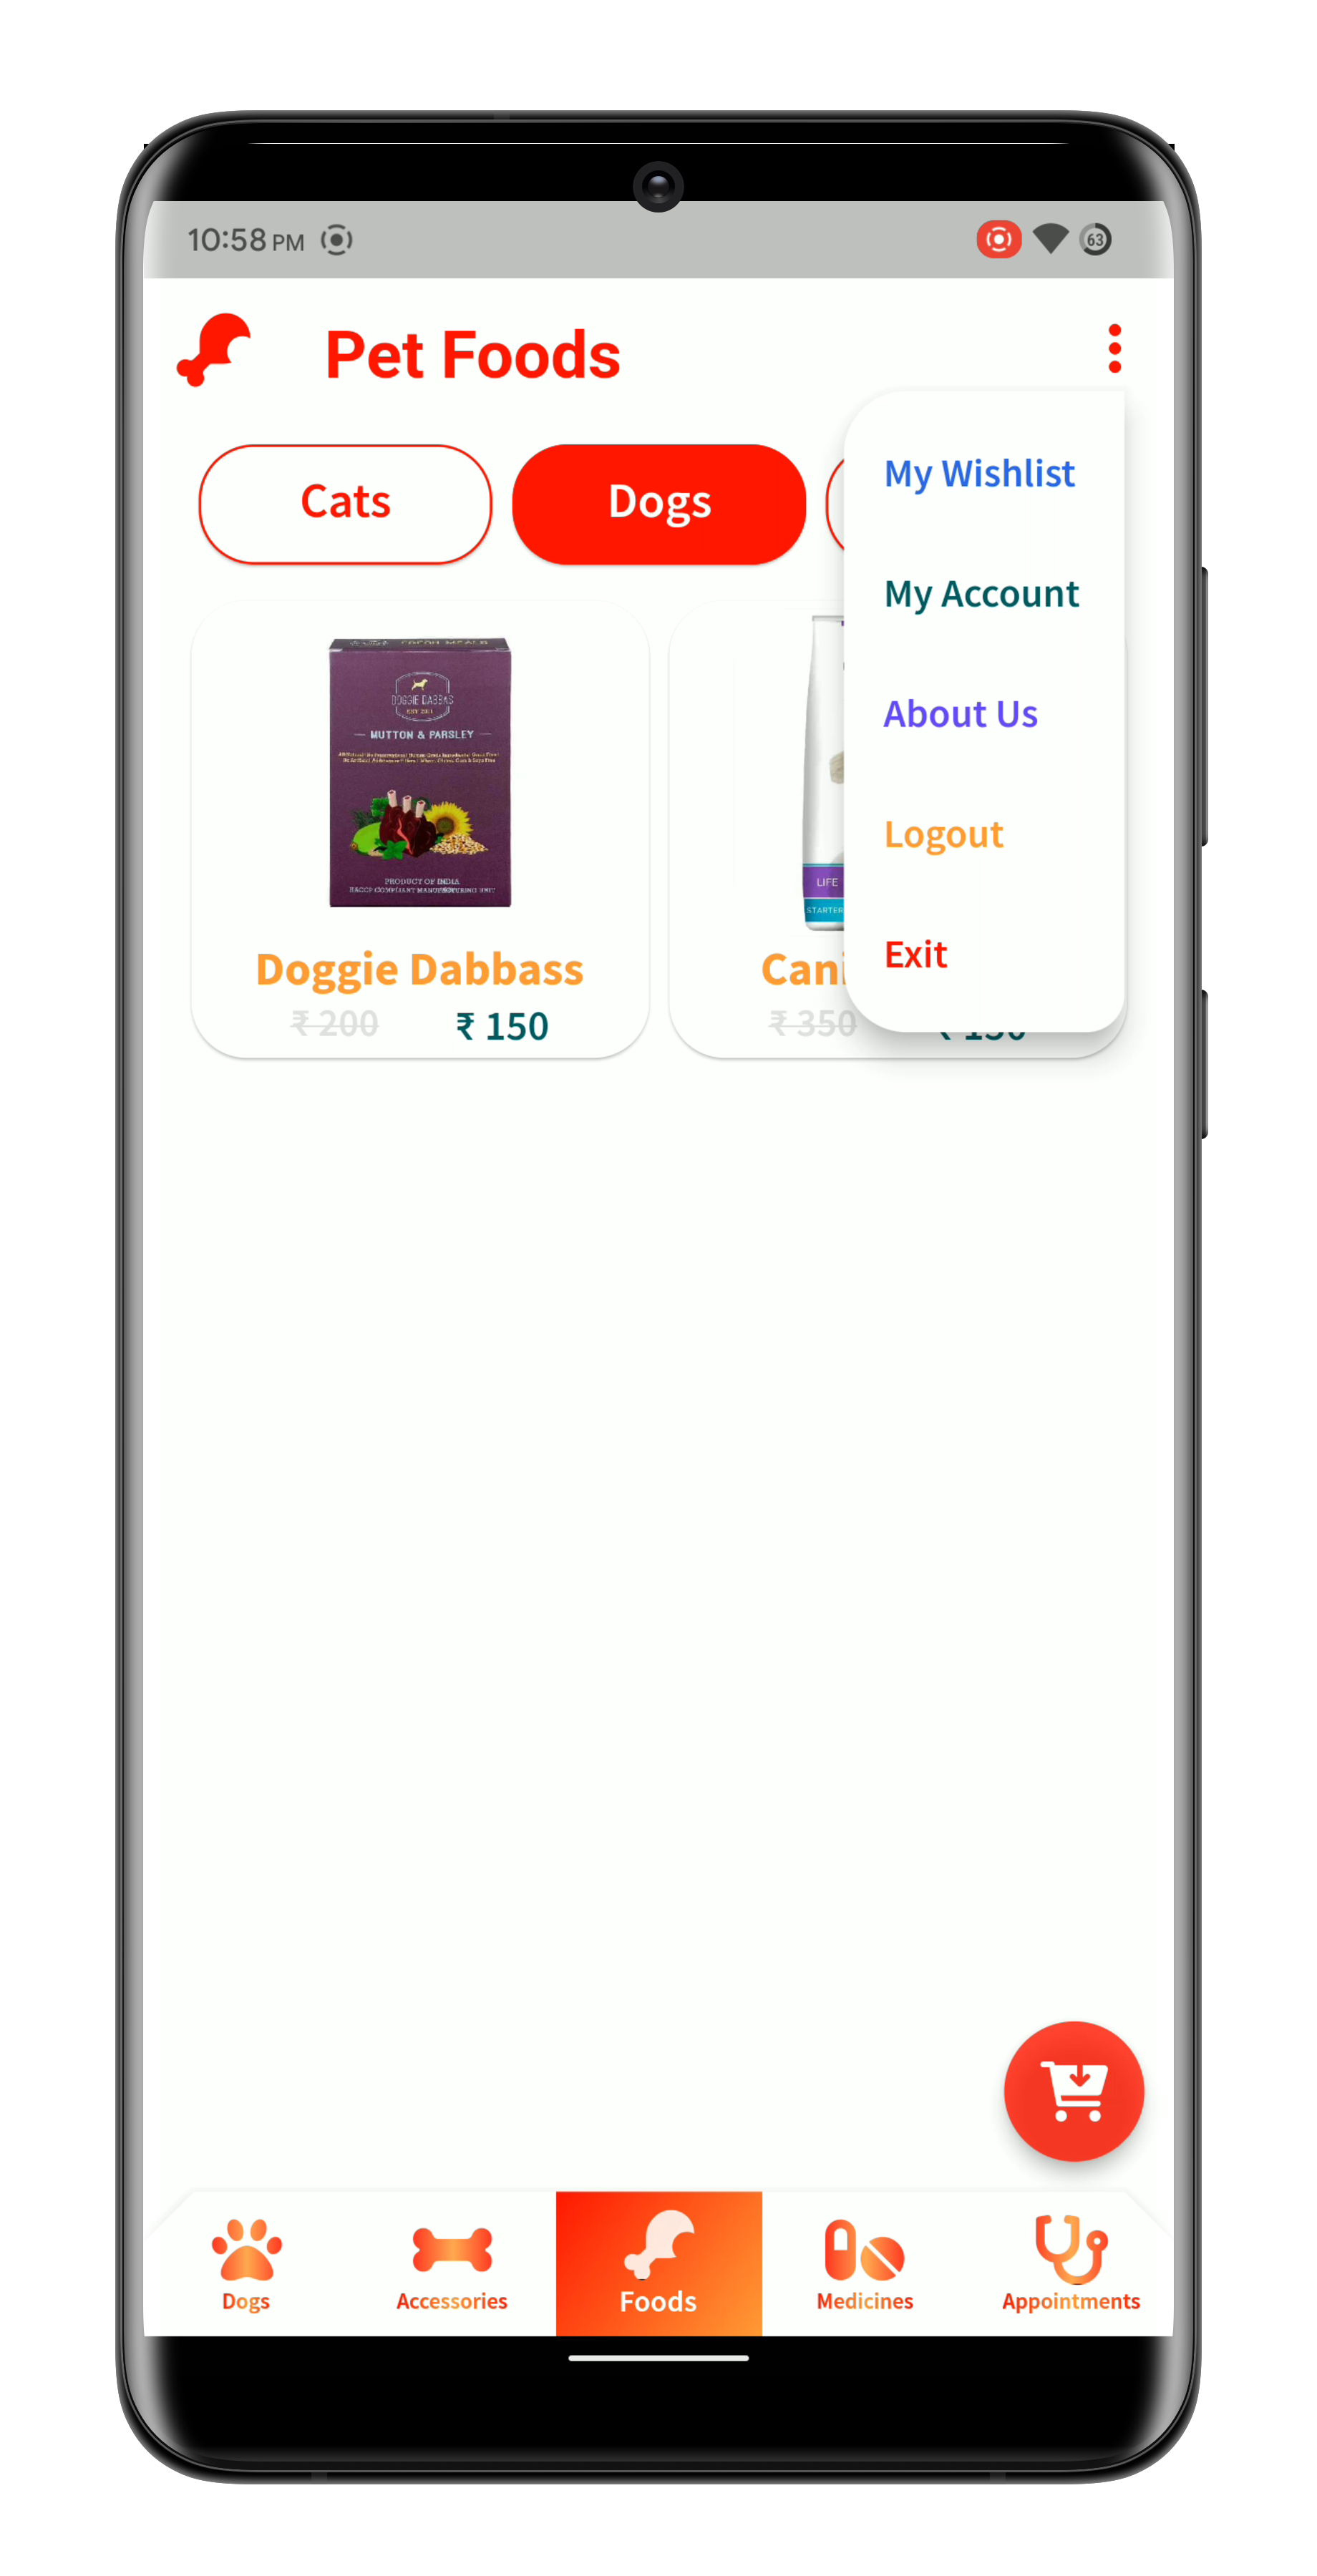 10:58 PM
63
Pet Foods
Cats
Dogs
My Wishlist
My Account
About Us
Logout
Exit
DOGGIE DABBAS
MUTTON & PARSLEY
PRODUCT OF INDIA
LIFE
STARTER
Doggie Dabbass
Cani
₹ 200
₹ 150
₹ 350
Dogs
Accessories
Foods
Medicines
Appointments